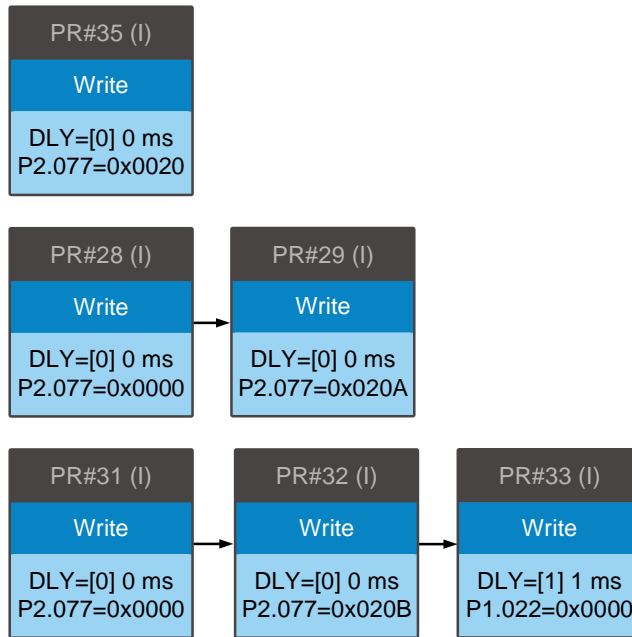 PR#35 (I)
Write
DLY=[0] 0 ms
P2.077=0x0020
PR#28 (I)
Write
DLY=[0] 0 ms
P2.077=0x0000
PR#29 (I)
Write
DLY=[0] 0 ms
P2.077=0x020A
PR#31 (I)
Write
DLY=[0] 0 ms
P2.077=0x0000
PR#32 (I)
Write
DLY=[0] 0 ms
P2.077=0x020B
PR#33 (I)
Write
DLY=[1] 1 ms
P1.022=0x0000